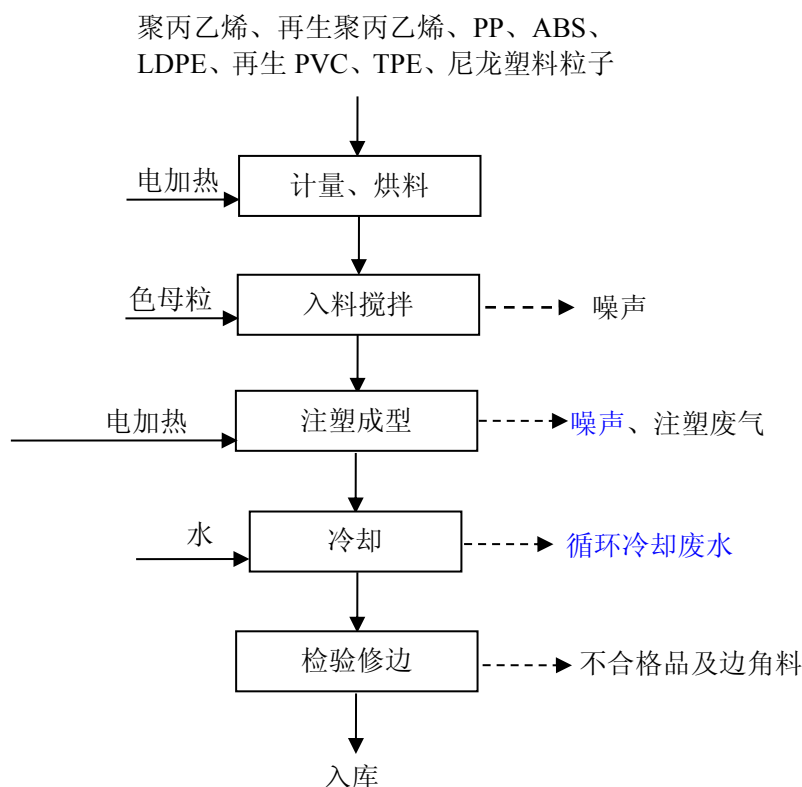 聚丙乙烯、再生聚丙乙烯、PP、ABS、
LDPE、再生 PVC、TPE、尼龙塑料粒子
电加热
计量、烘料
色母粒
入料搅拌
噪声
电加热
注塑成型
噪声、注塑废气
水
冷却
循环冷却废水
检验修边
不合格品及边角料
入库